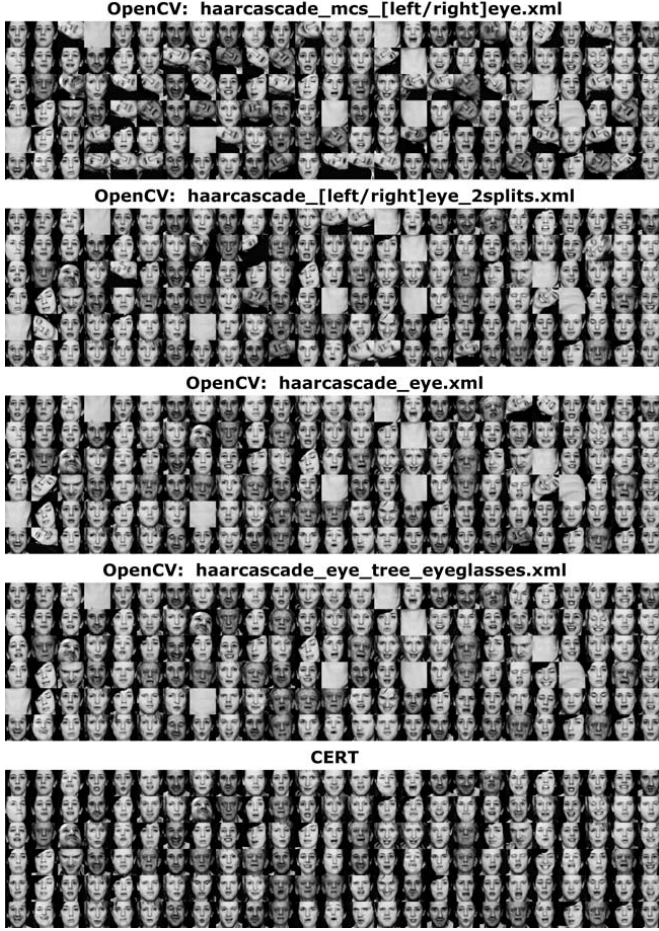 OpenCV: haarcascade_mcs_[left/right]eye.xml
OpenCV: haarcascade_[left/right]eye_2splits.xml
OpenCV: haarcascade_eye.xml
OpenCV: haarcascade_eye_tree_eyeglasses.xml
CERT